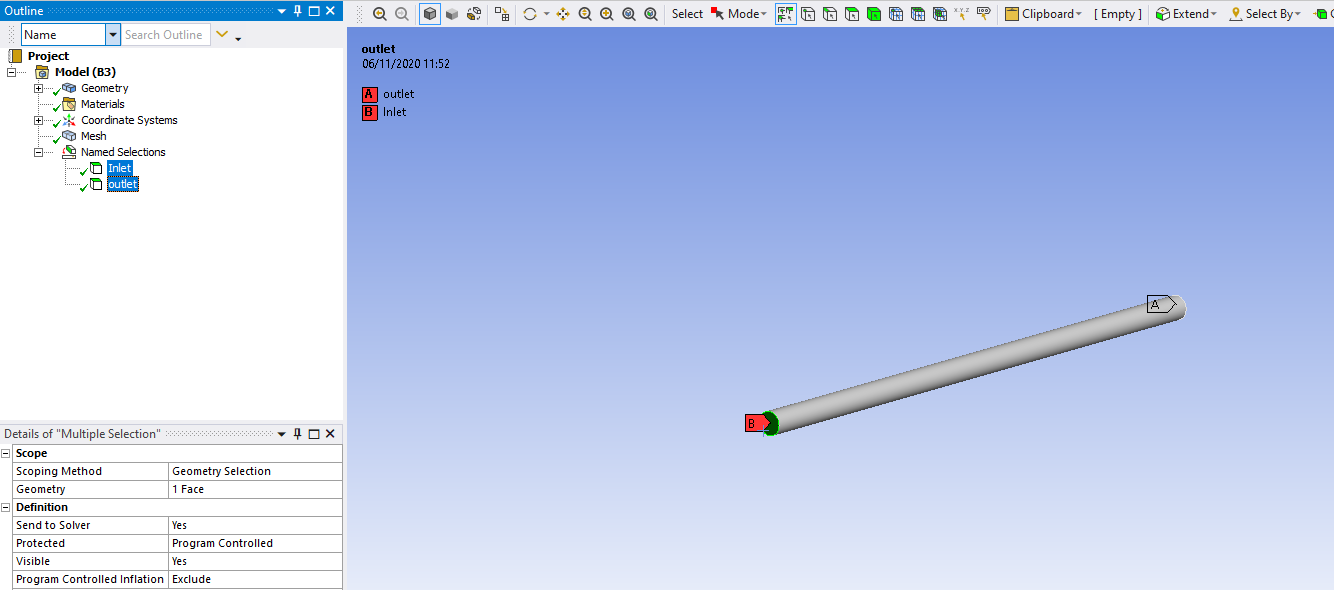 Outline
Name
Search Outline
Project
Model (B3)
Geometry
Materials
Coordinate Systems
Mesh
Named Selections
Inlet
outlet
Details of "Multiple Selection"
Scope
Scoping Method Geometry Selection
Geometry 1 Face
Definition
Send to Solver Yes
Protected Program Controlled
Visible Yes
Program Controlled Inflation Exclude
Select Mode Clipboard [ Empty ] Extend Select By
outlet
06/11/2020 11:52
A outlet
B Inlet
A
B